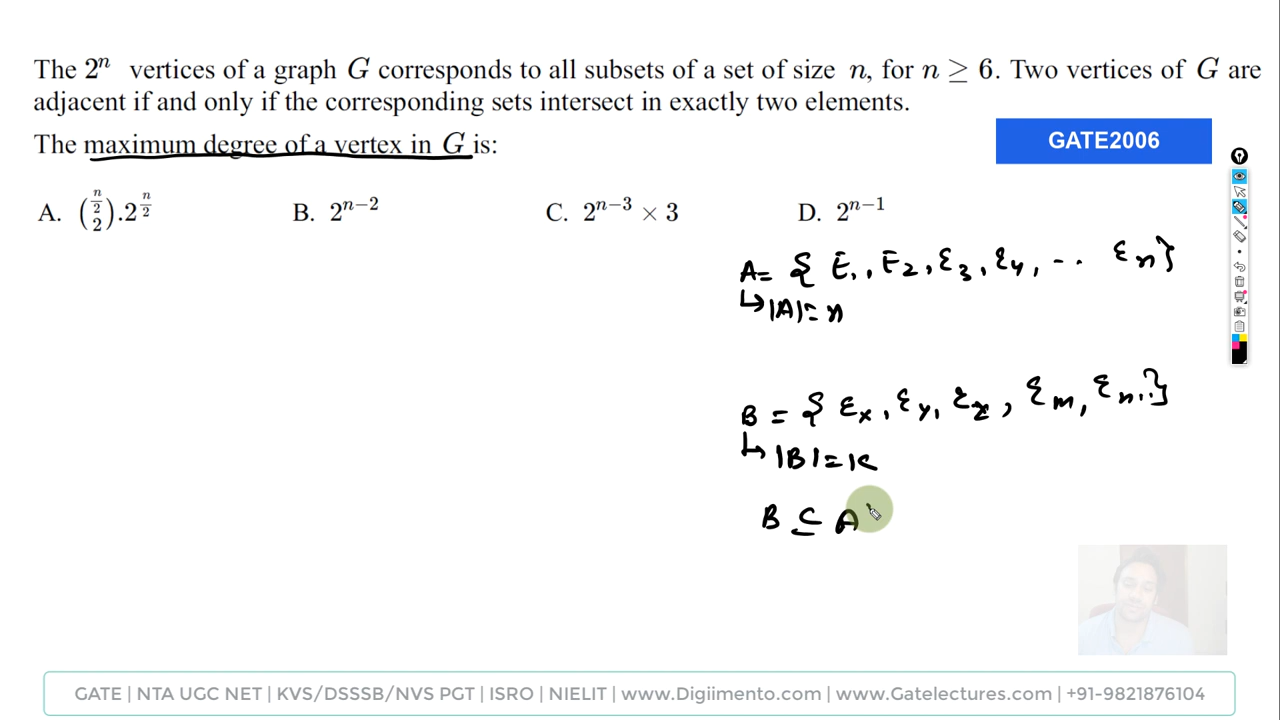 The 2ⁿ vertices of a graph G corresponds to all subsets of a set of size n, for n ≥ 6. Two vertices of G are
adjacent if and only if the corresponding sets intersect in exactly two elements.
The maximum degree of a vertex in G is:
GATE2006
A. (n/2 2).2^(n/2) B. 2^(n−2) C. 2^(n−3) × 3 D. 2^(n−1)
A = { E1, E2, E3, E4, -.. En}
↳ |A| = n
B = { Ex, Ey, Ez, Em, En..}
↳ |B| = K
B ⊆ A
GATE | NTA UGC NET | KVS/DSSSB/NVS PGT | ISRO | NIELIT | www.Digiimento.com | www.Gatelectures.com | +91-9821876104